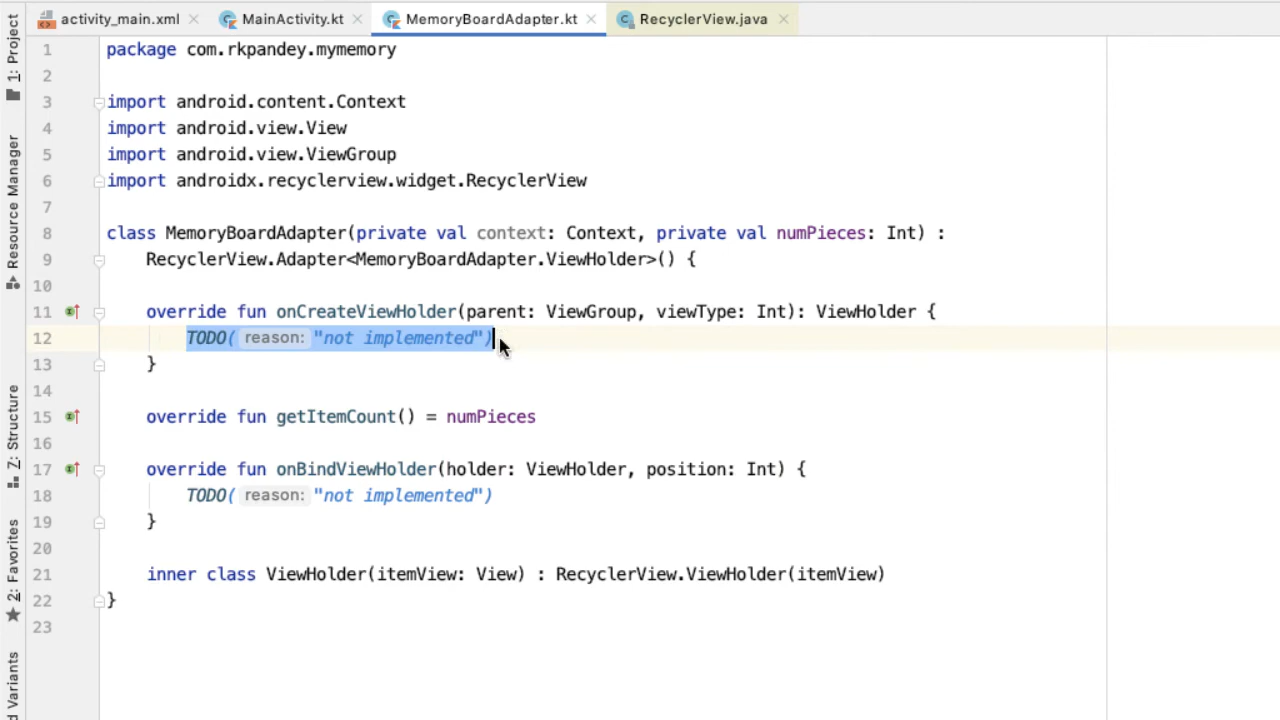 activity_main.xml MainActivity.kt MemoryBoardAdapter.kt RecyclerView.java
1: Project
Resource Manager
Z: Structure
2: Favorites
d Variants
1 package com.rkpandey.mymemory
2
3 import android.content.Context
4 import android.view.View
5 import android.view.ViewGroup
6 import androidx.recyclerview.widget.RecyclerView
7
8 class MemoryBoardAdapter(private val context: Context, private val numPieces: Int) :
9 RecyclerView.Adapter<MemoryBoardAdapter.ViewHolder>() {
10
11 override fun onCreateViewHolder(parent: ViewGroup, viewType: Int): ViewHolder {
12 TODO( reason: "not implemented")
13 }
14
15 override fun getItemCount() = numPieces
16
17 override fun onBindViewHolder(holder: ViewHolder, position: Int) {
18 TODO( reason: "not implemented")
19 }
20
21 inner class ViewHolder(itemView: View) : RecyclerView.ViewHolder(itemView)
22 }
23